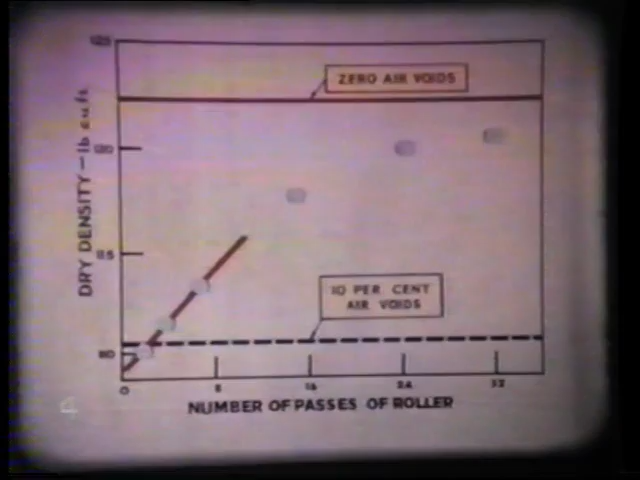 125
ZERO AIR VOIDS
120
DRY DENSITY – lb cu ft
115
10 PER CENT
AIR VOIDS
110
0 8 16 24 32
NUMBER OF PASSES OF ROLLER
4